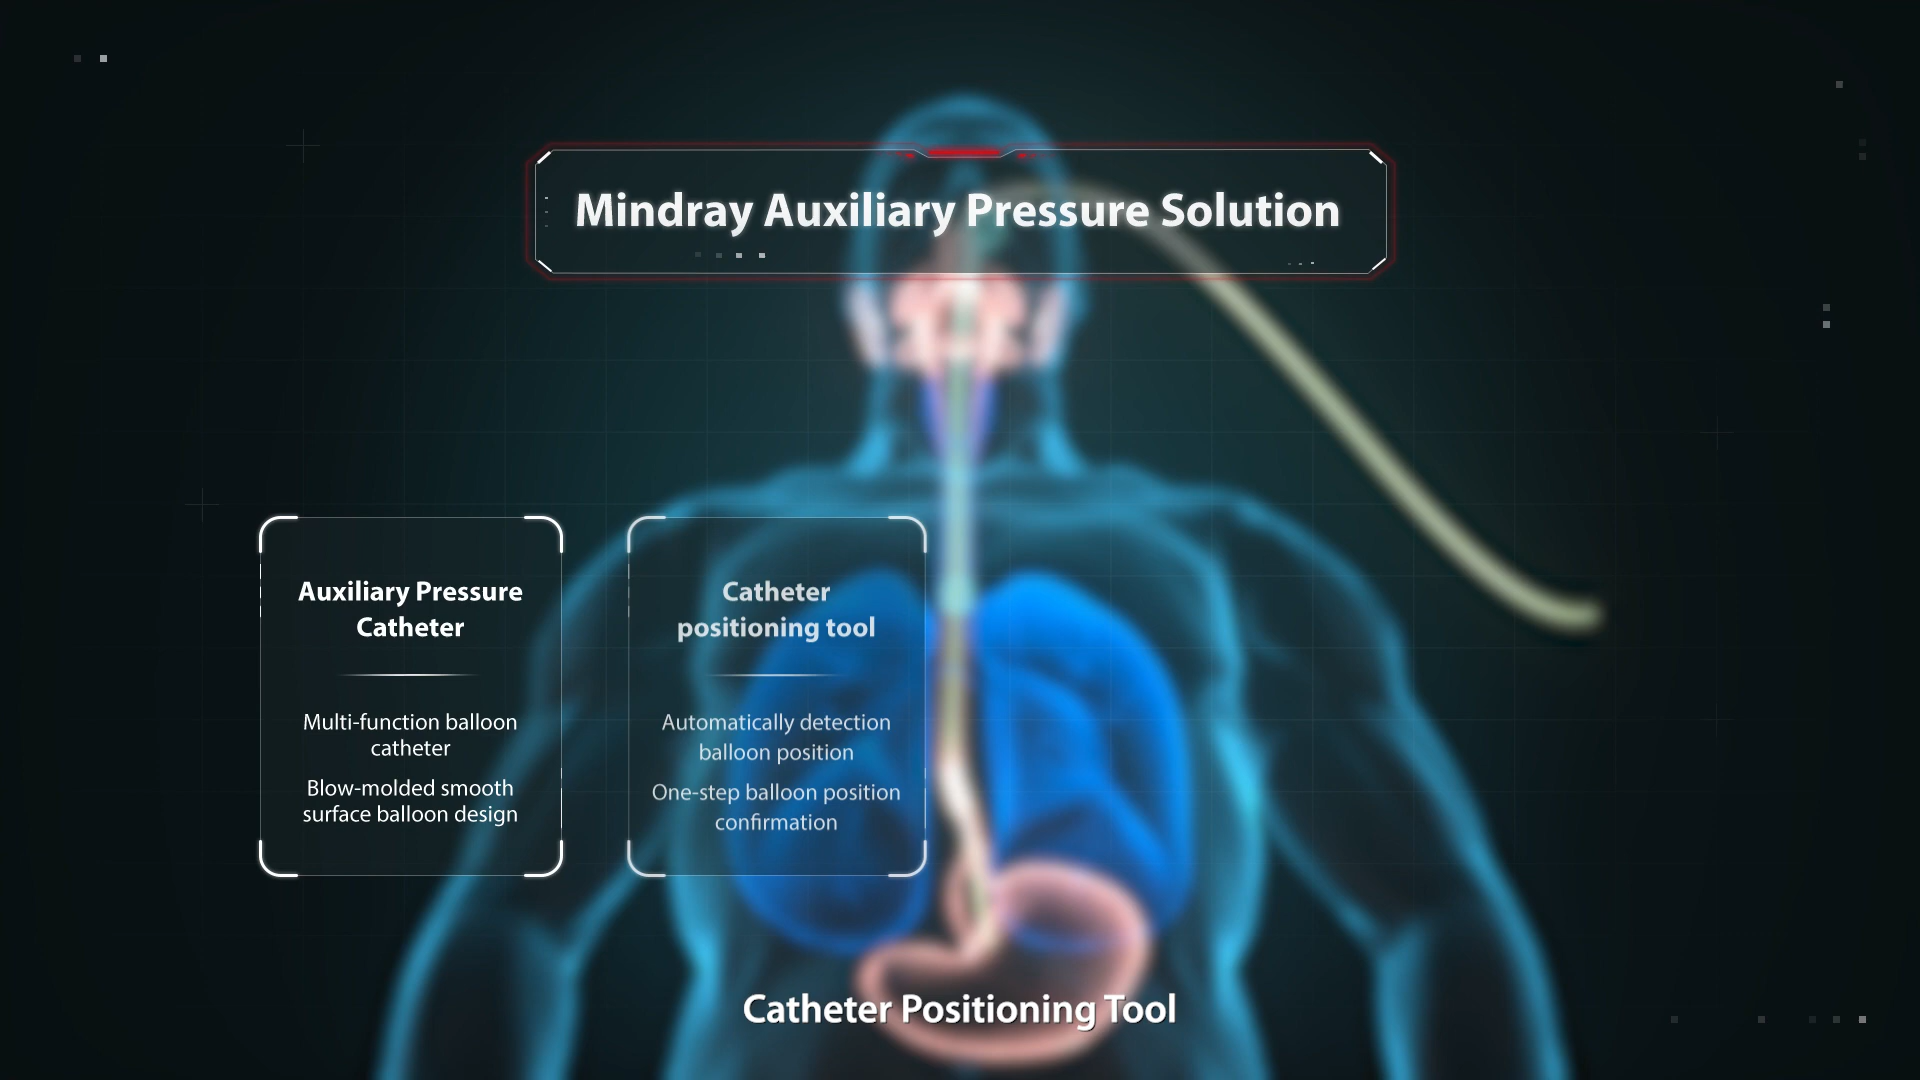 Mindray Auxiliary Pressure Solution
Auxiliary Pressure
Catheter
Multi-function balloon
catheter
Blow-molded smooth
surface balloon design
Catheter
positioning tool
Automatically detection
balloon position
One-step balloon position
confirmation
Catheter Positioning Tool